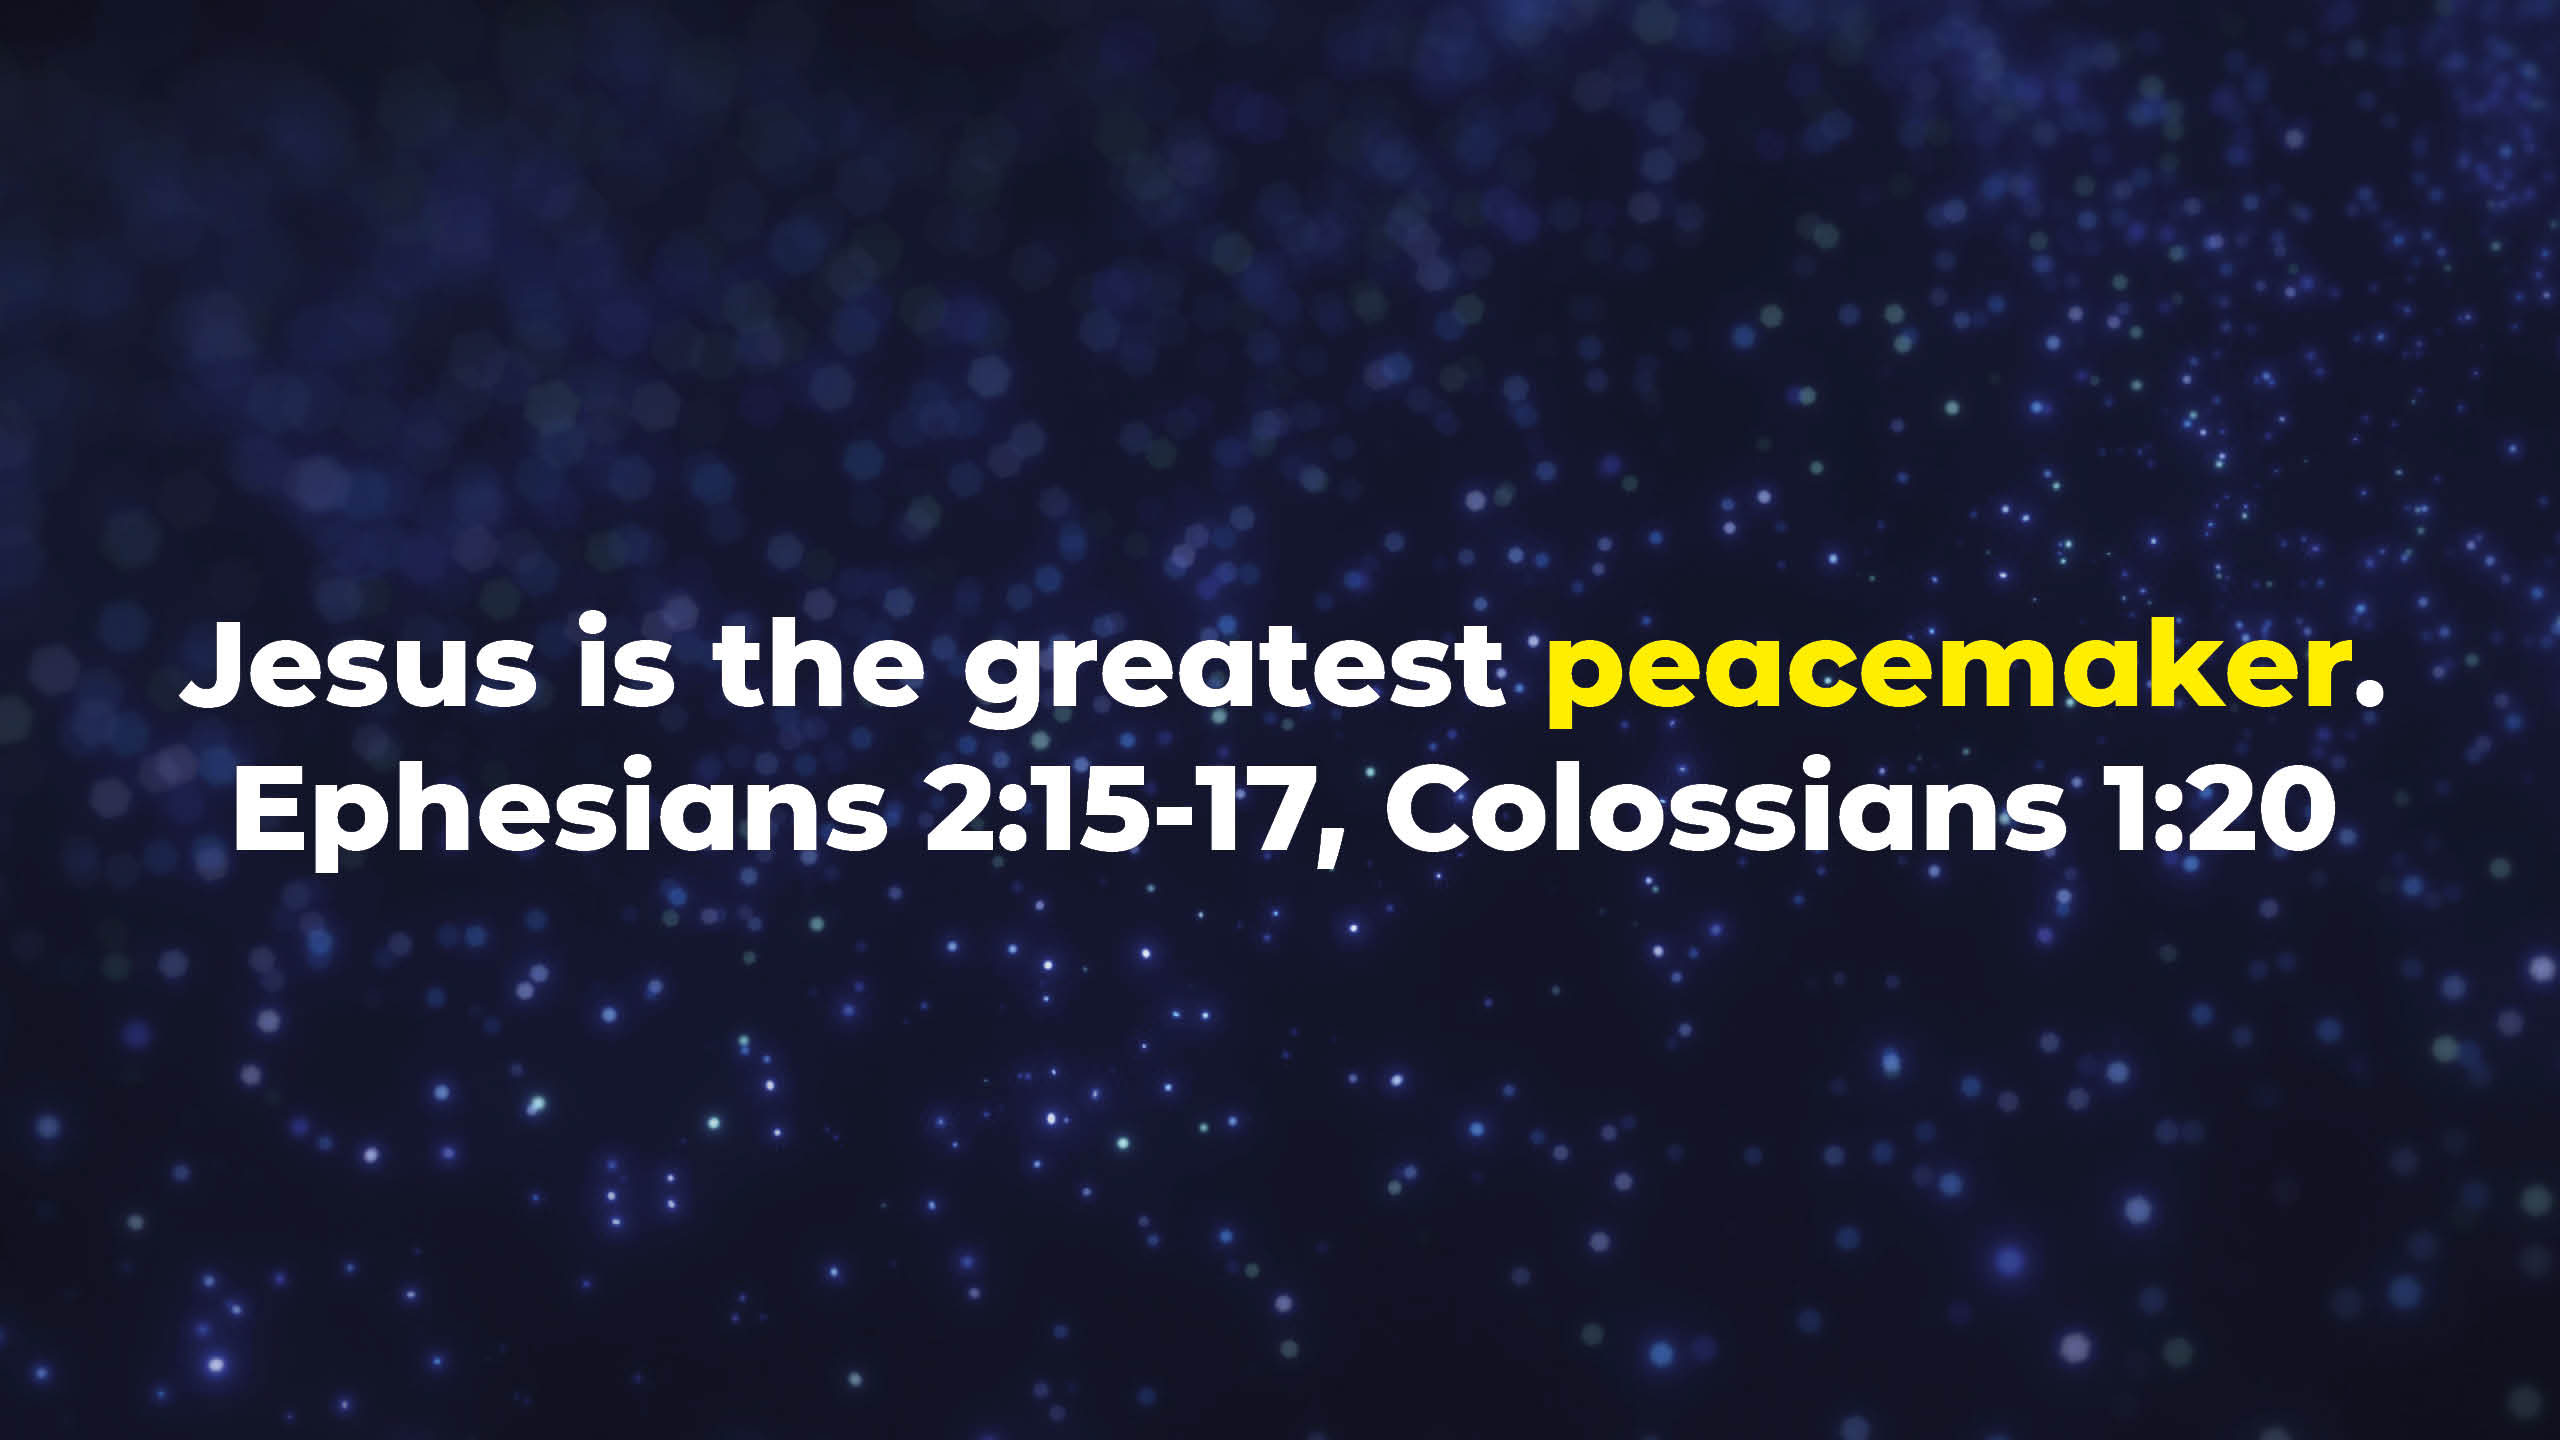 Jesus is the greatest peacemaker.
Ephesians 2:15-17, Colossians 1:20